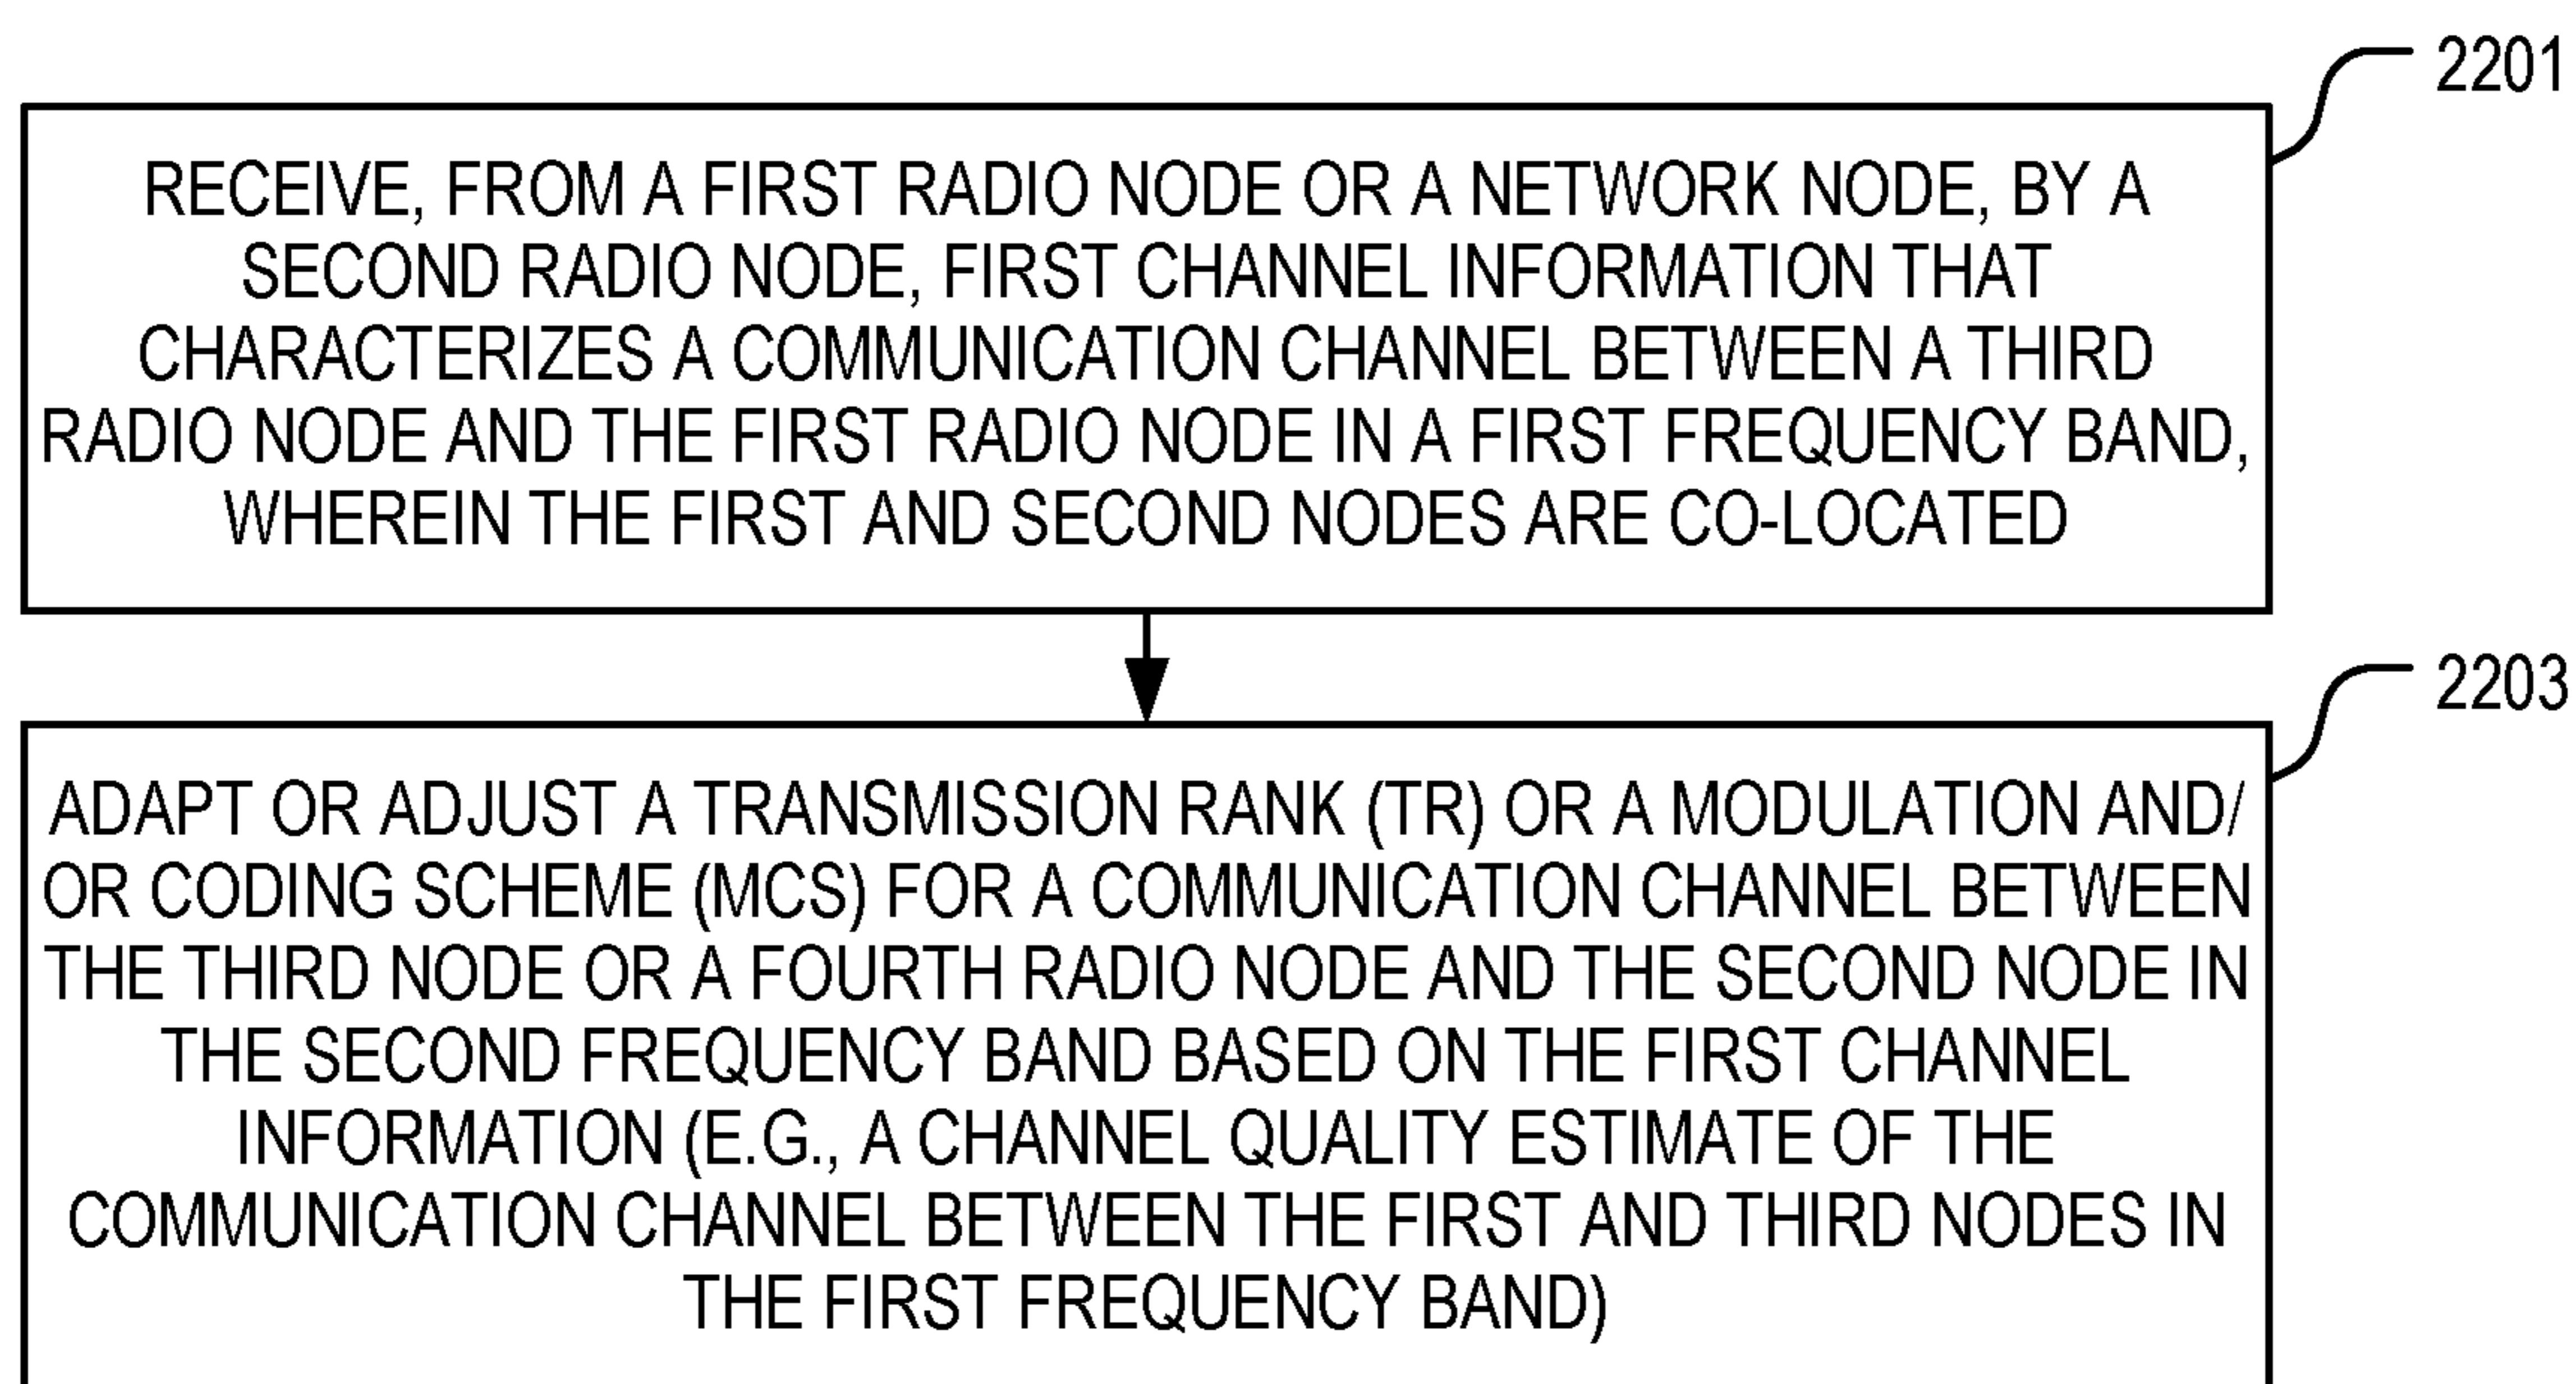 2201
RECEIVE, FROM A FIRST RADIO NODE OR A NETWORK NODE, BY A
SECOND RADIO NODE, FIRST CHANNEL INFORMATION THAT
CHARACTERIZES A COMMUNICATION CHANNEL BETWEEN A THIRD
RADIO NODE AND THE FIRST RADIO NODE IN A FIRST FREQUENCY BAND,
WHEREIN THE FIRST AND SECOND NODES ARE CO-LOCATED
2203
ADAPT OR ADJUST A TRANSMISSION RANK (TR) OR A MODULATION AND/
OR CODING SCHEME (MCS) FOR A COMMUNICATION CHANNEL BETWEEN
THE THIRD NODE OR A FOURTH RADIO NODE AND THE SECOND NODE IN
THE SECOND FREQUENCY BAND BASED ON THE FIRST CHANNEL
INFORMATION (E.G., A CHANNEL QUALITY ESTIMATE OF THE
COMMUNICATION CHANNEL BETWEEN THE FIRST AND THIRD NODES IN
THE FIRST FREQUENCY BAND)